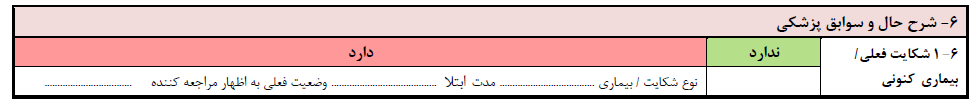 ۶- شرح حال و سوابق پزشکی
۶-۱ شکایت فعلی/ بیماری کنونی
ندارد
دارد
نوع شکایت / بیماری ........................................ مدت ابتلا ............................................ وضعیت فعلی به اظهار مراجعه کننده ....................................